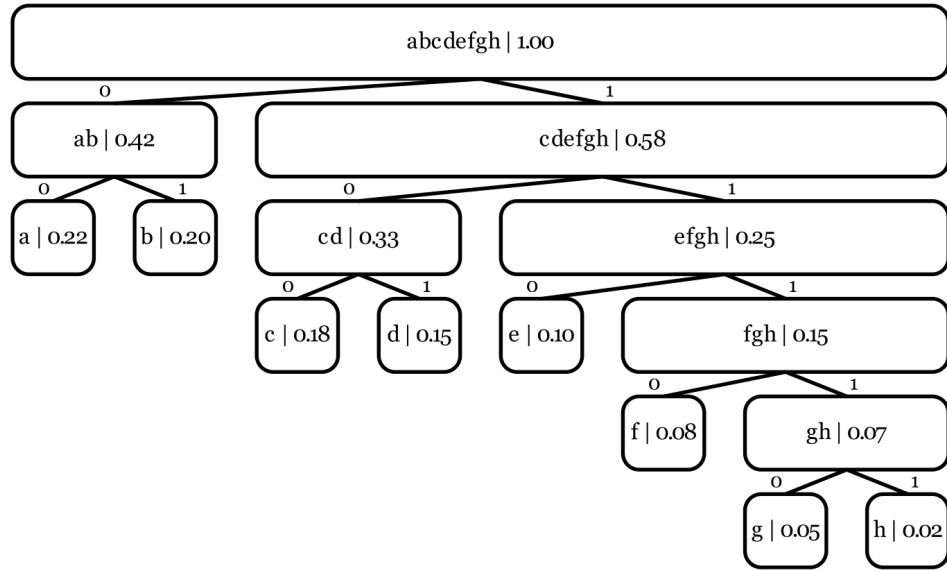 abcdefgh | 1.00
0 1
ab | 0.42 cdefgh | 0.58
0 1 0 1
a | 0.22 b | 0.20 cd | 0.33 efgh | 0.25
0 1 0 1
c | 0.18 d | 0.15 e | 0.10 fgh | 0.15
0 1
f | 0.08 gh | 0.07
0 1
g | 0.05 h | 0.02